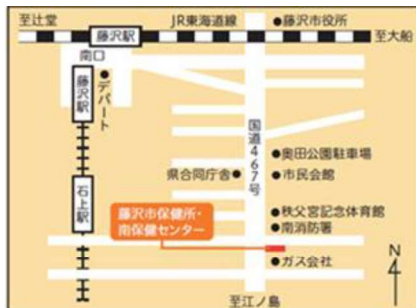 至辻堂
JR東海道線
●藤沢市役所
藤沢駅
至大船
南口
藤沢駅
●デパート
国道467号
●奥田公園駐車場
県合同庁舎●
●市民会館
石上駅
●秩父宮記念体育館
藤沢市保健所・
南保健センター
●南消防署
●ガス会社
至江ノ島
N